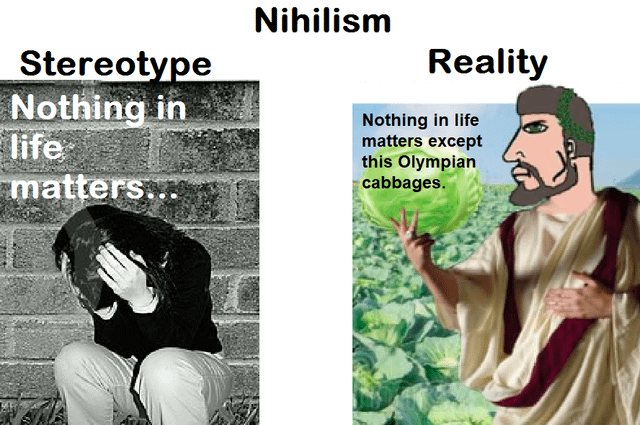 Nihilism
Stereotype
Reality
Nothing in
life
matters...
Nothing in life
matters except
this Olympian
cabbages.